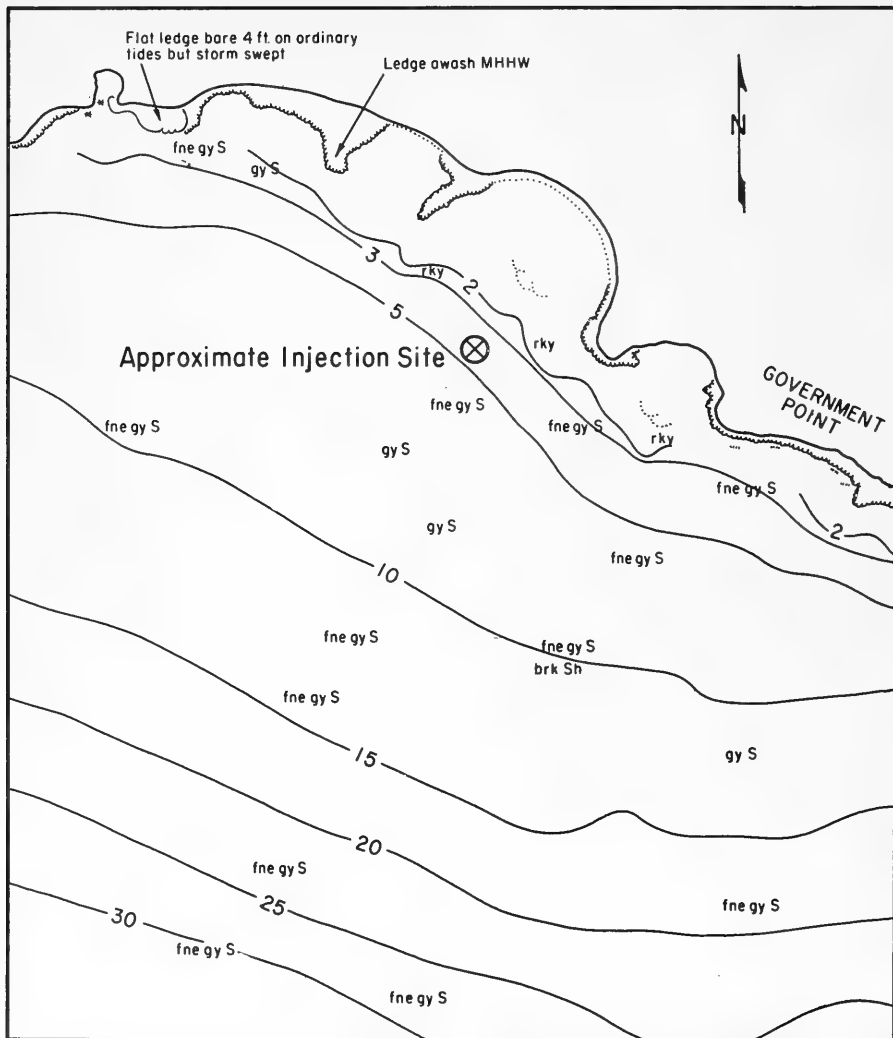 Flat ledge bare 4 ft. on ordinary
tides but storm swept
Ledge awash MHHW
N
fne gy S
gy S
3
rky
2
5
rky
Approximate Injection Site
GOVERNMENT
POINT
fne gy S
fne gy S
fne gy S
rky
gy S
fne gy S
gy S
2
fne gy S
10
fne gy S
fne gy S
brk Sh
fne gy S
15
gy S
20
fne gy S
25
fne gy S
30
fne gy S
fne gy S